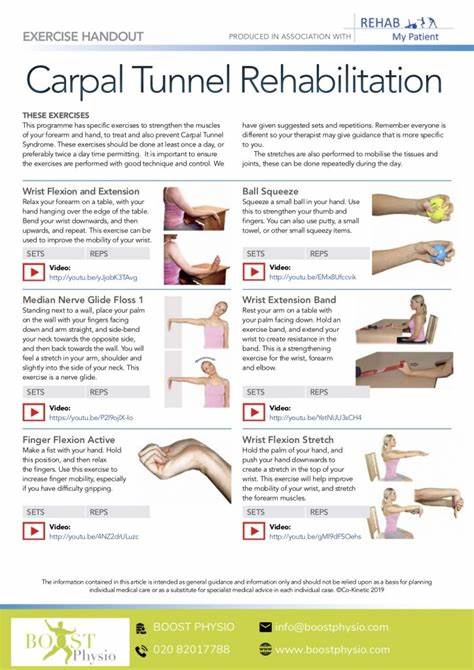 EXERCISE HANDOUT
PRODUCED IN ASSOCIATION WITH
REHAB
My Patient
Carpal Tunnel Rehabilitation
THESE EXERCISES
This programme has specific exercises to strengthen the muscles
of your forearm and hand, to treat and also prevent Carpal Tunnel
Syndrome. These exercises should be done at least once a day, or
preferably twice a day time permitting. It is important to ensure
the exercises are performed with good technique and control. We
have given suggested sets and repetitions. Remember everyone is
different so your therapist may give guidance that is more specific
to you.
The stretches are also performed to mobilise the tissues and
joints, these can be done repeatedly during the day.
Wrist Flexion and Extension
Relax your forearm on a table, with your
hand hanging over the edge of the table.
Bend your wrist downwards, and then
upwards, and repeat. This exercise can be
used to improve the mobility of your wrist.
SETS REPS
Video:
http://youtu.be/yJjobK3TAvg
Ball Squeeze
Squeeze a small ball in your hand. Use
this to strengthen your thumb and
fingers. You can also use putty, a small
towel, or other small squeezy items.
SETS REPS
Video:
http://youtu.be/EMx8Ufccvik
Median Nerve Glide Floss 1
Standing next to a wall, place your palm
on the wall with your fingers facing
down and arm straight, and side-bend
your neck towards the opposite side,
and then back towards the wall. You will
feel a stretch in your arm, shoulder and
slightly into the side of your neck. This
exercise is a nerve glide.
SETS REPS
Video:
https://youtu.be/P2l9ojIX-Io
Wrist Extension Band
Rest your arm on a table with
your palm facing down. Hold an
exercise band, and extend your
wrist to create resistance in the
band. This is a strengthening
exercise for the wrist, forearm
and elbow.
SETS REPS
Video:
http://youtu.be/YetNUU3xCH4
Finger Flexion Active
Make a fist with your hand. Hold
this position, and then relax
the fingers. Use this exercise to
increase finger mobility, especially
if you have difficulty gripping.
SETS REPS
Video:
http://youtu.be/4NZ2drULuzc
Wrist Flexion Stretch
Hold the palm of your hand, and
push your hand downwards to
create a stretch in the top of your
wrist. This exercise will help improve
the mobility of your wrist, and stretch
the forearm muscles.
SETS REPS
Video:
http://youtu.be/gMl9dFSOehs
The information contained in this article is intended as general guidance and information only and should not be relied upon as a basis for planning
individual medical care or as a substitute for specialist medical advice in each individual case. ©Co-Kinetic 2019
BOOST
Physio
BOOST PHYSIO
020 82017788
info@boostphysio.com
www.boostphysio.com